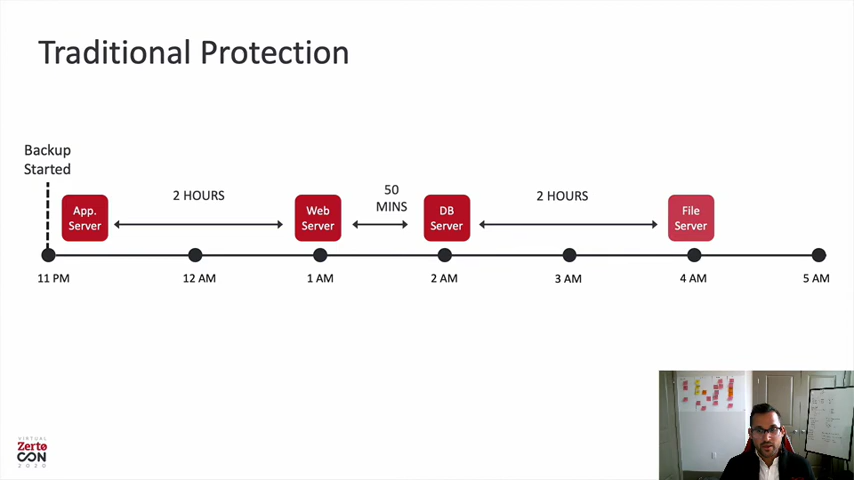 Traditional Protection
Backup
Started
2 HOURS
50
MINS
2 HOURS
App.
Server
Web
Server
DB
Server
File
Server
11 PM
12 AM
1 AM
2 AM
3 AM
4 AM
5 AM
VIRTUAL
Zerto
CON
2020